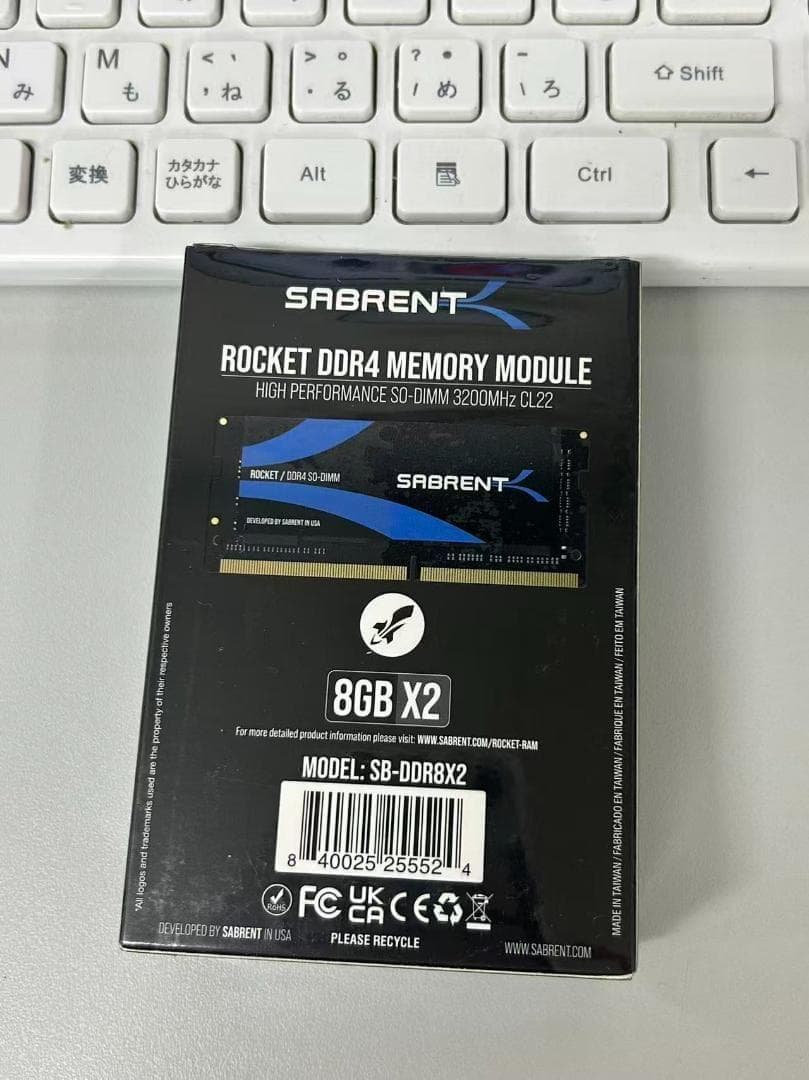 N
み
M
も
< 、
, ね
> 。
. る
? ・
/ め
\ ろ
⇧ Shift
変換
カタカナ
ひらがな
Alt
Ctrl
←
SABRENT
ROCKET DDR4 MEMORY MODULE
HIGH PERFORMANCE SO-DIMM 3200MHz CL22
ROCKET / DDR4 SO-DIMM
SABRENT
DEVELOPED BY SABRENT IN USA
8GB X2
For more detailed product information please visit: WWW.SABRENT.COM/ROCKET-RAM
MODEL: SB-DDR8X2
8 40025 25552 4
RoHS FC UK CA CE
PLEASE RECYCLE
DEVELOPED BY SABRENT IN USA
WWW.SABRENT.COM
*All logos and trademarks used are the property of their respective owners
MADE IN TAIWAN / FABRICADO EN TAIWAN / FABRIQUE EN TAIWAN / FEITO EM TAIWAN